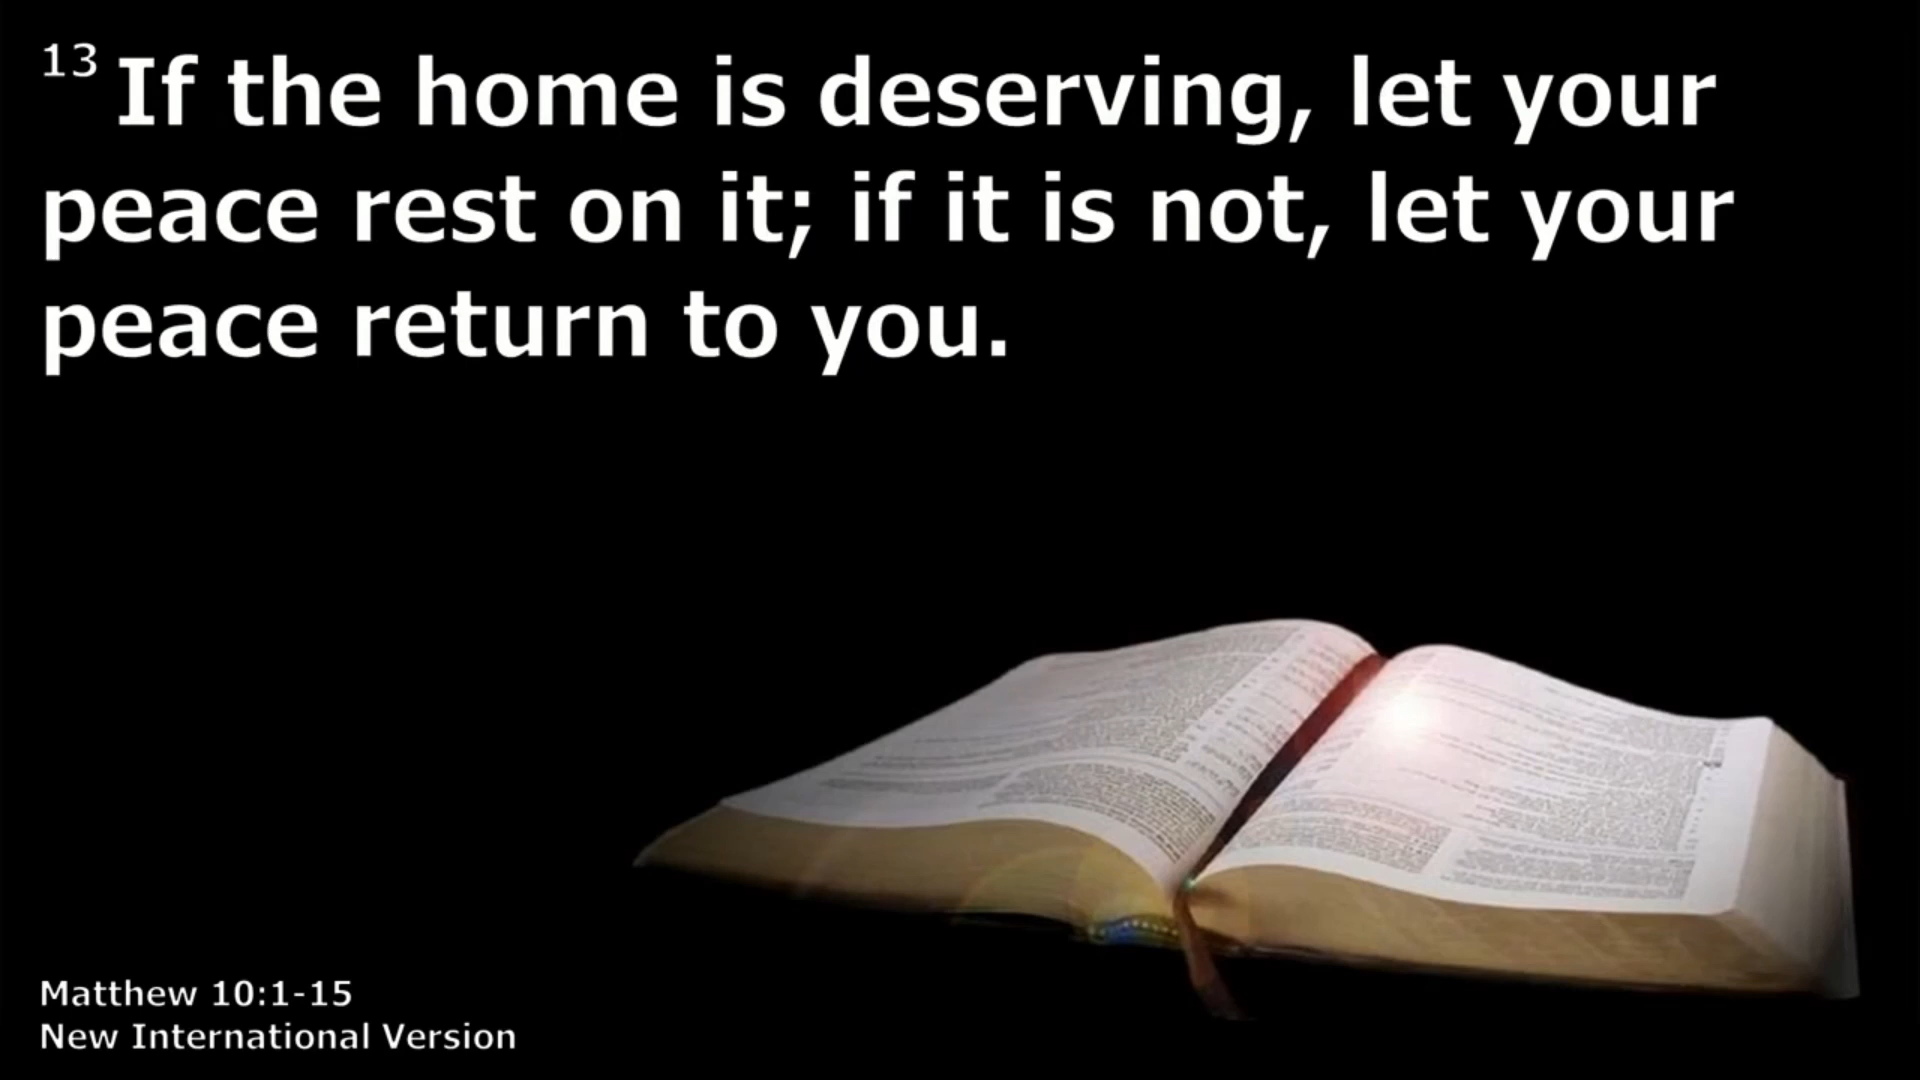 13 If the home is deserving, let your
peace rest on it; if it is not, let your
peace return to you.
Matthew 10:1-15
New International Version